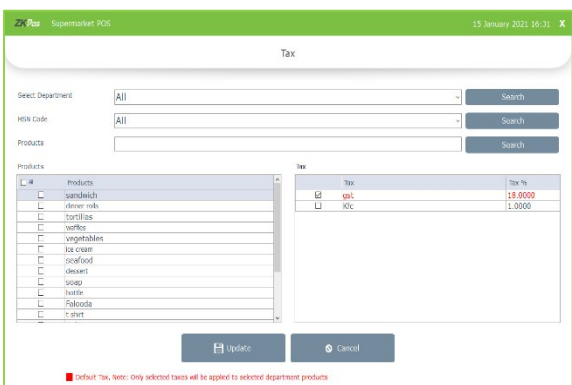 ZKPos Supermarket POS 15 January 2021 16:31 X
Tax
Select Department All Search
HSN Code All Search
Products Search
Products Tax
# Products Tax Tax %
sandwich gst 18.0000
dinner rolls Kfc 1.0000
tortillas
waffles
vegetables
ice cream
seafood
dessert
soap
bottle
Falooda
t shirt
Update Cancel
Default Tax, Note: Only selected taxes will be applied to selected department products